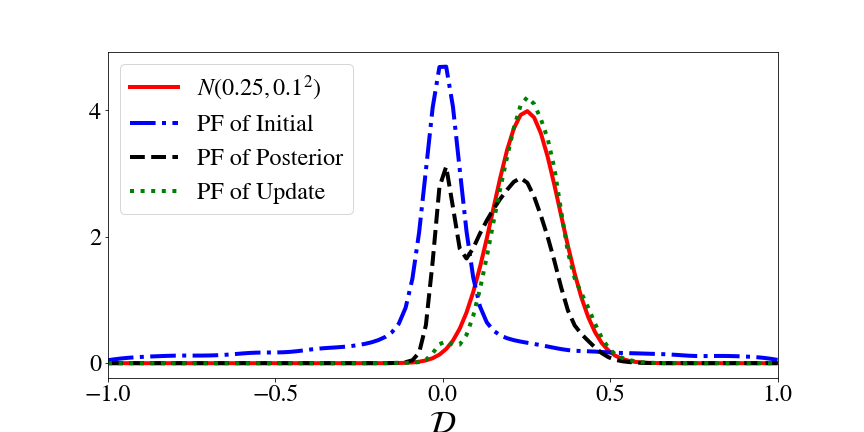 N(0.25, 0.1²)
PF of Initial
PF of Posterior
PF of Update
4
2
0
−1.0 −0.5 0.0 0.5 1.0
𝒟